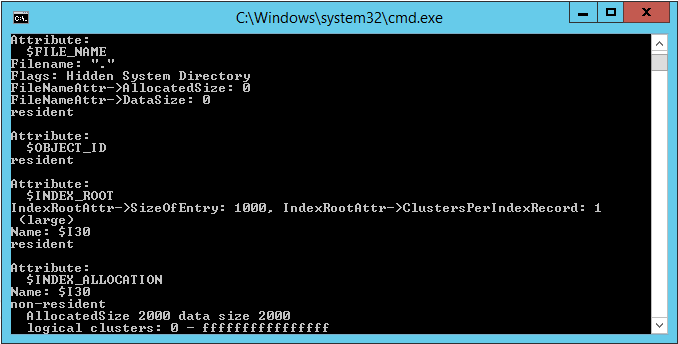 C:\Windows\system32\cmd.exe
Attribute:
  $FILE_NAME
Filename: "."
Flags: Hidden System Directory
FileNameAttr->AllocatedSize: 0
FileNameAttr->DataSize: 0
resident

Attribute:
  $OBJECT_ID
resident

Attribute:
  $INDEX_ROOT
IndexRootAttr->SizeOfEntry: 1000, IndexRootAttr->ClustersPerIndexRecord: 1
 (large)
Name: $I30
resident

Attribute:
  $INDEX_ALLOCATION
Name: $I30
non-resident
  AllocatedSize 2000 data size 2000
  logical clusters: 0 - ffffffffffffffff